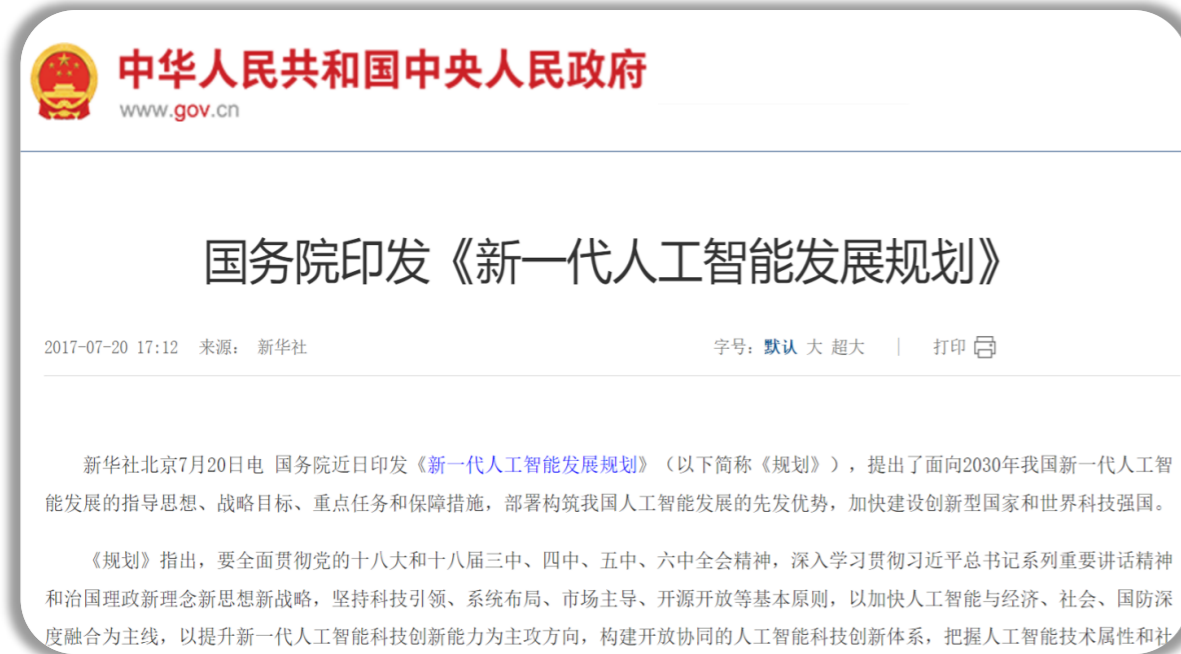 中华人民共和国中央人民政府
www.gov.cn
国务院印发《新一代人工智能发展规划》
2017-07-20 17:12 来源： 新华社 字号：默认 大 超大 | 打印
新华社北京7月20日电 国务院近日印发《新一代人工智能发展规划》（以下简称《规划》），提出了面向2030年我国新一代人工智
能发展的指导思想、战略目标、重点任务和保障措施，部署构筑我国人工智能发展的先发优势，加快建设创新型国家和世界科技强国。
《规划》指出，要全面贯彻党的十八大和十八届三中、四中、五中、六中全会精神，深入学习贯彻习近平总书记系列重要讲话精神
和治国理政新理念新思想新战略，坚持科技引领、系统布局、市场主导、开源开放等基本原则，以加快人工智能与经济、社会、国防深
度融合为主线，以提升新一代人工智能科技创新能力为主攻方向，构建开放协同的人工智能科技创新体系，把握人工智能技术属性和社